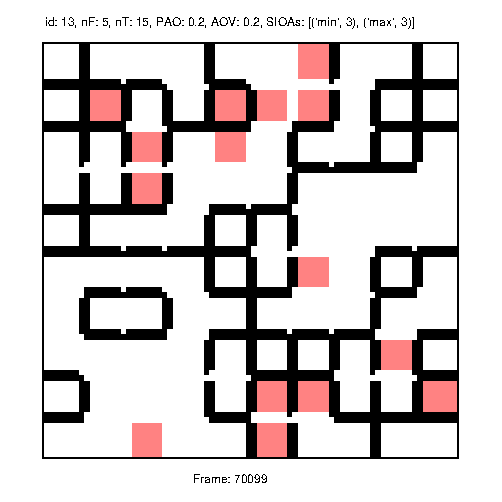 id: 13, nF: 5, nT: 15, PAO: 0.2, AOV: 0.2, SIOAs: [('min', 3), ('max', 3)]
Frame: 70099